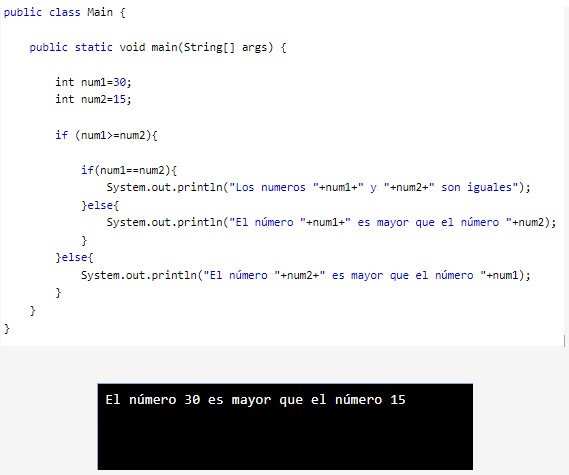 public class Main {
public static void main(String[] args) {
int num1=30;
int num2=15;
if (num1>=num2){
if(num1==num2){
System.out.println("Los numeros "+num1+" y "+num2+" son iguales");
}else{
System.out.println("El número "+num1+" es mayor que el número "+num2);
}
}else{
System.out.println("El número "+num2+" es mayor que el número "+num1);
}
}
}
El número 30 es mayor que el número 15